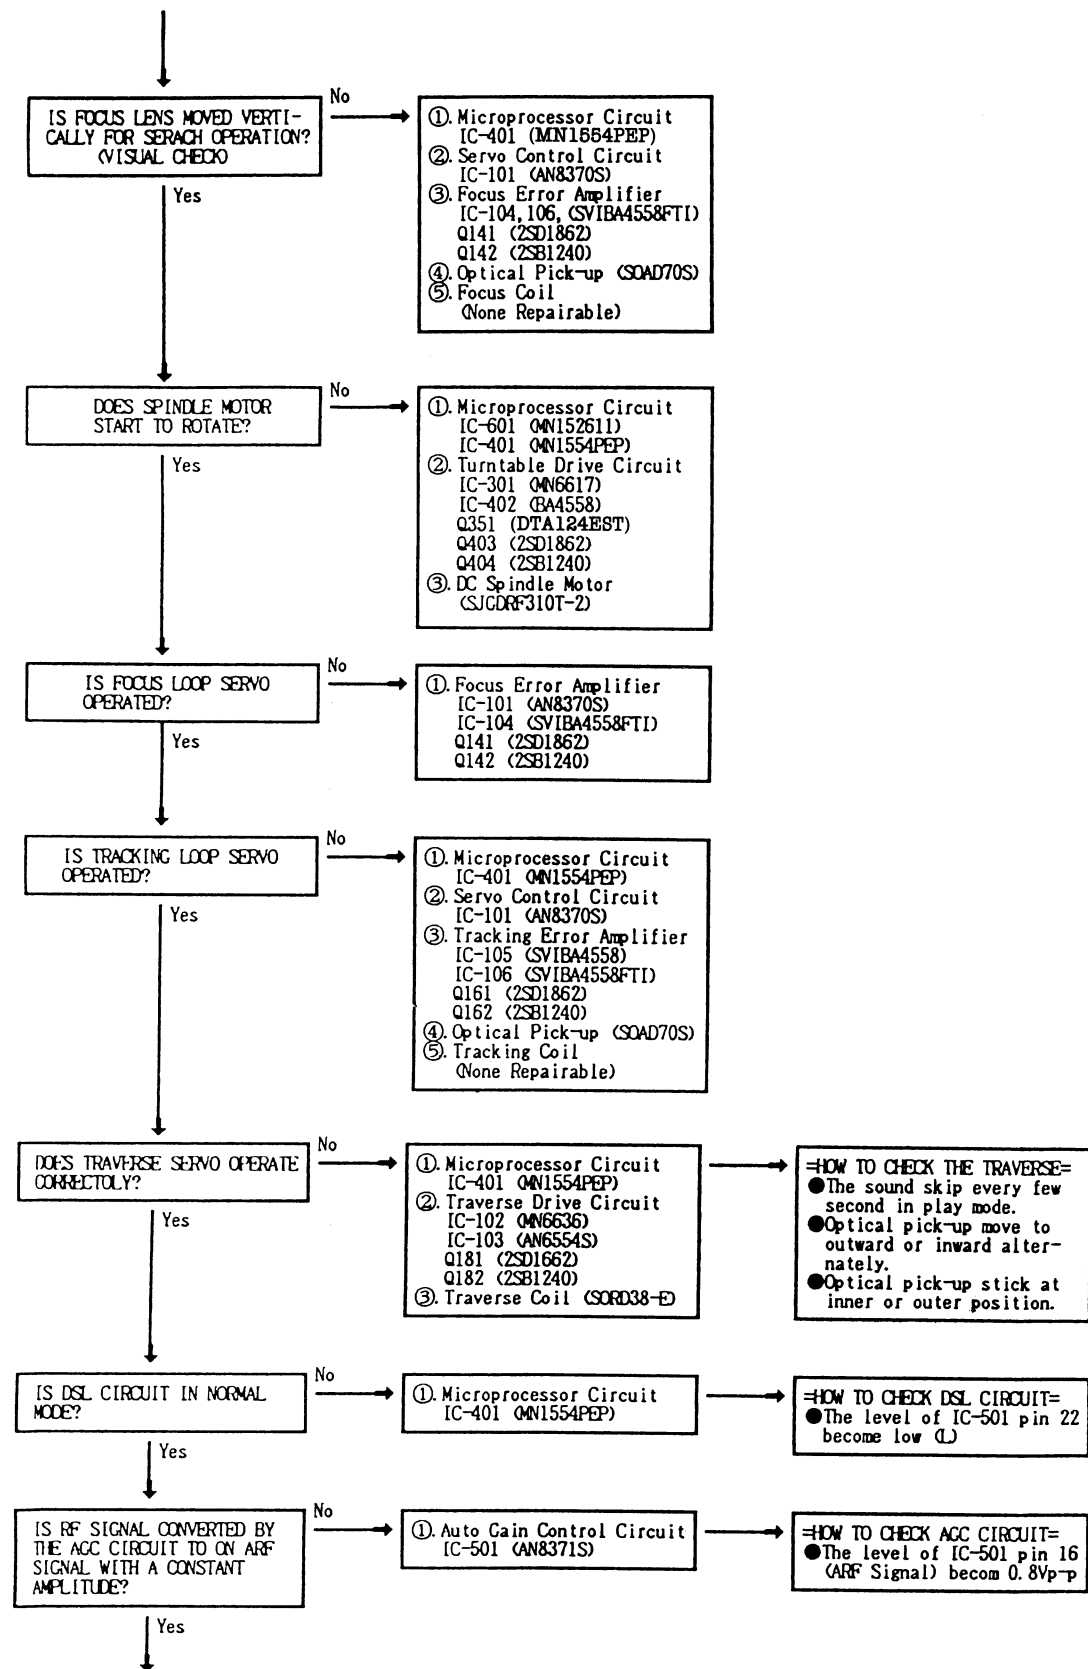 IS FOCUS LENS MOVED VERTI-
CALLY FOR SERACH OPERATION?
(VISUAL CHECK)
No
Yes
①. Microprocessor Circuit
IC-401 (MN1554PEP)
②. Servo Control Circuit
IC-101 (AN8370S)
③. Focus Error Amplifier
IC-104, 106, (SVIBA4558FTI)
Q141 (2SD1862)
Q142 (2SB1240)
④. Optical Pick-up (SOAD70S)
⑤. Focus Coil
(None Repairable)
DOES SPINDLE MOTOR
START TO ROTATE?
No
Yes
①. Microprocessor Circuit
IC-601 (MN152611)
IC-401 (MN1554PEP)
②. Turntable Drive Circuit
IC-301 (MN6617)
IC-402 (BA4558)
Q351 (DTA124EST)
Q403 (2SD1862)
Q404 (2SB1240)
③. DC Spindle Motor
(SJGDRF310T-2)
IS FOCUS LOOP SERVO
OPERATED?
No
Yes
①. Focus Error Amplifier
IC-101 (AN8370S)
IC-104 (SVIBA4558FTI)
Q141 (2SD1862)
Q142 (2SB1240)
IS TRACKING LOOP SERVO
OPERATED?
No
Yes
①. Microprocessor Circuit
IC-401 (MN1554PEP)
②. Servo Control Circuit
IC-101 (AN8370S)
③. Tracking Error Amplifier
IC-105 (SVIBA4558)
IC-106 (SVIBA4558FTI)
Q161 (2SD1862)
Q162 (2SB1240)
④. Optical Pick-up (SOAD70S)
⑤. Tracking Coil
(None Repairable)
DOES TRAVERSE SERVO OPERATE
CORRECTOLY?
No
Yes
①. Microprocessor Circuit
IC-401 (MN1554PEP)
②. Traverse Drive Circuit
IC-102 (MN6636)
IC-103 (AN6554S)
Q181 (2SD1662)
Q182 (2SB1240)
③. Traverse Coil (SORD38-E)
=HOW TO CHECK THE TRAVERSE=
●The sound skip every few
second in play mode.
●Optical pick-up move to
outward or inward alter-
nately.
●Optical pick-up stick at
inner or outer position.
IS DSL CIRCUIT IN NORMAL
MODE?
No
Yes
①. Microprocessor Circuit
IC-401 (MN1554PEP)
=HOW TO CHECK DSL CIRCUIT=
●The level of IC-501 pin 22
become low (L)
IS RF SIGNAL CONVERTED BY
THE AGC CIRCUIT TO ON ARF
SIGNAL WITH A CONSTANT
AMPLITUDE?
No
Yes
①. Auto Gain Control Circuit
IC-501 (AN8371S)
=HOW TO CHECK AGC CIRCUIT=
●The level of IC-501 pin 16
(ARF Signal) becom 0.8Vp-p